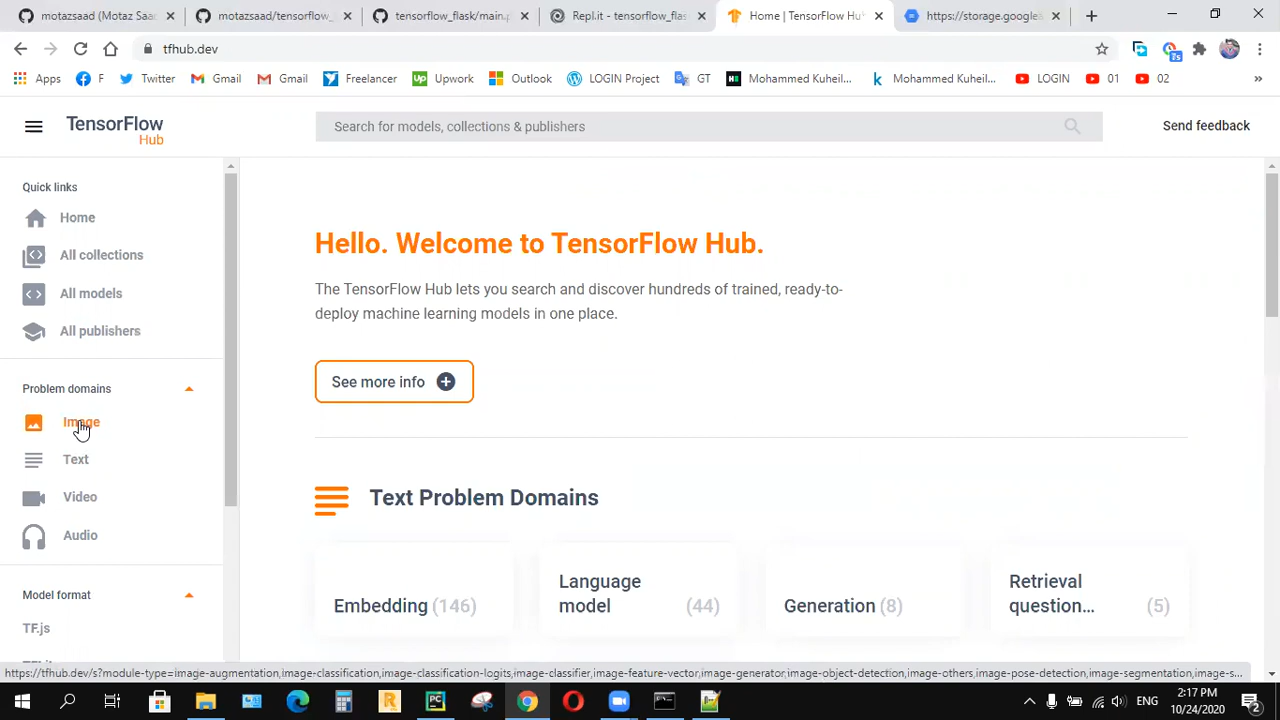 motazsaad (Motaz Saa
motazsaad/tensorflow_
tensorflow_flask/main.p
Repl.it - tensorflow_flas
Home | TensorFlow Hu
https://storage.googlea
tfhub.dev
Apps
F
Twitter
Gmail
Gmail
Freelancer
Up
Upwork
Outlook
LOGIN Project
GT
Mohammed Kuheil...
k
Mohammed Kuheil...
LOGIN
01
02
»
TensorFlow
Hub
Search for models, collections & publishers
Send feedback
Quick links
Home
All collections
All models
All publishers
Problem domains
Image
Text
Video
Audio
Model format
TF.js
Hello. Welcome to TensorFlow Hub.
The TensorFlow Hub lets you search and discover hundreds of trained, ready-to-
deploy machine learning models in one place.
See more info
Text Problem Domains
Embedding (146)
Language
model (44)
Generation (8)
Retrieval
question... (5)
https://tfhub.dev/s?module-type=image-augmentation,image-classification,image-classification-logits,image-classifier,image-feature-vector,image-generator,image-object-detection,image-others,image-pose-detection,image-segmentation,image-s...
ENG
2:17 PM
10/24/2020
2